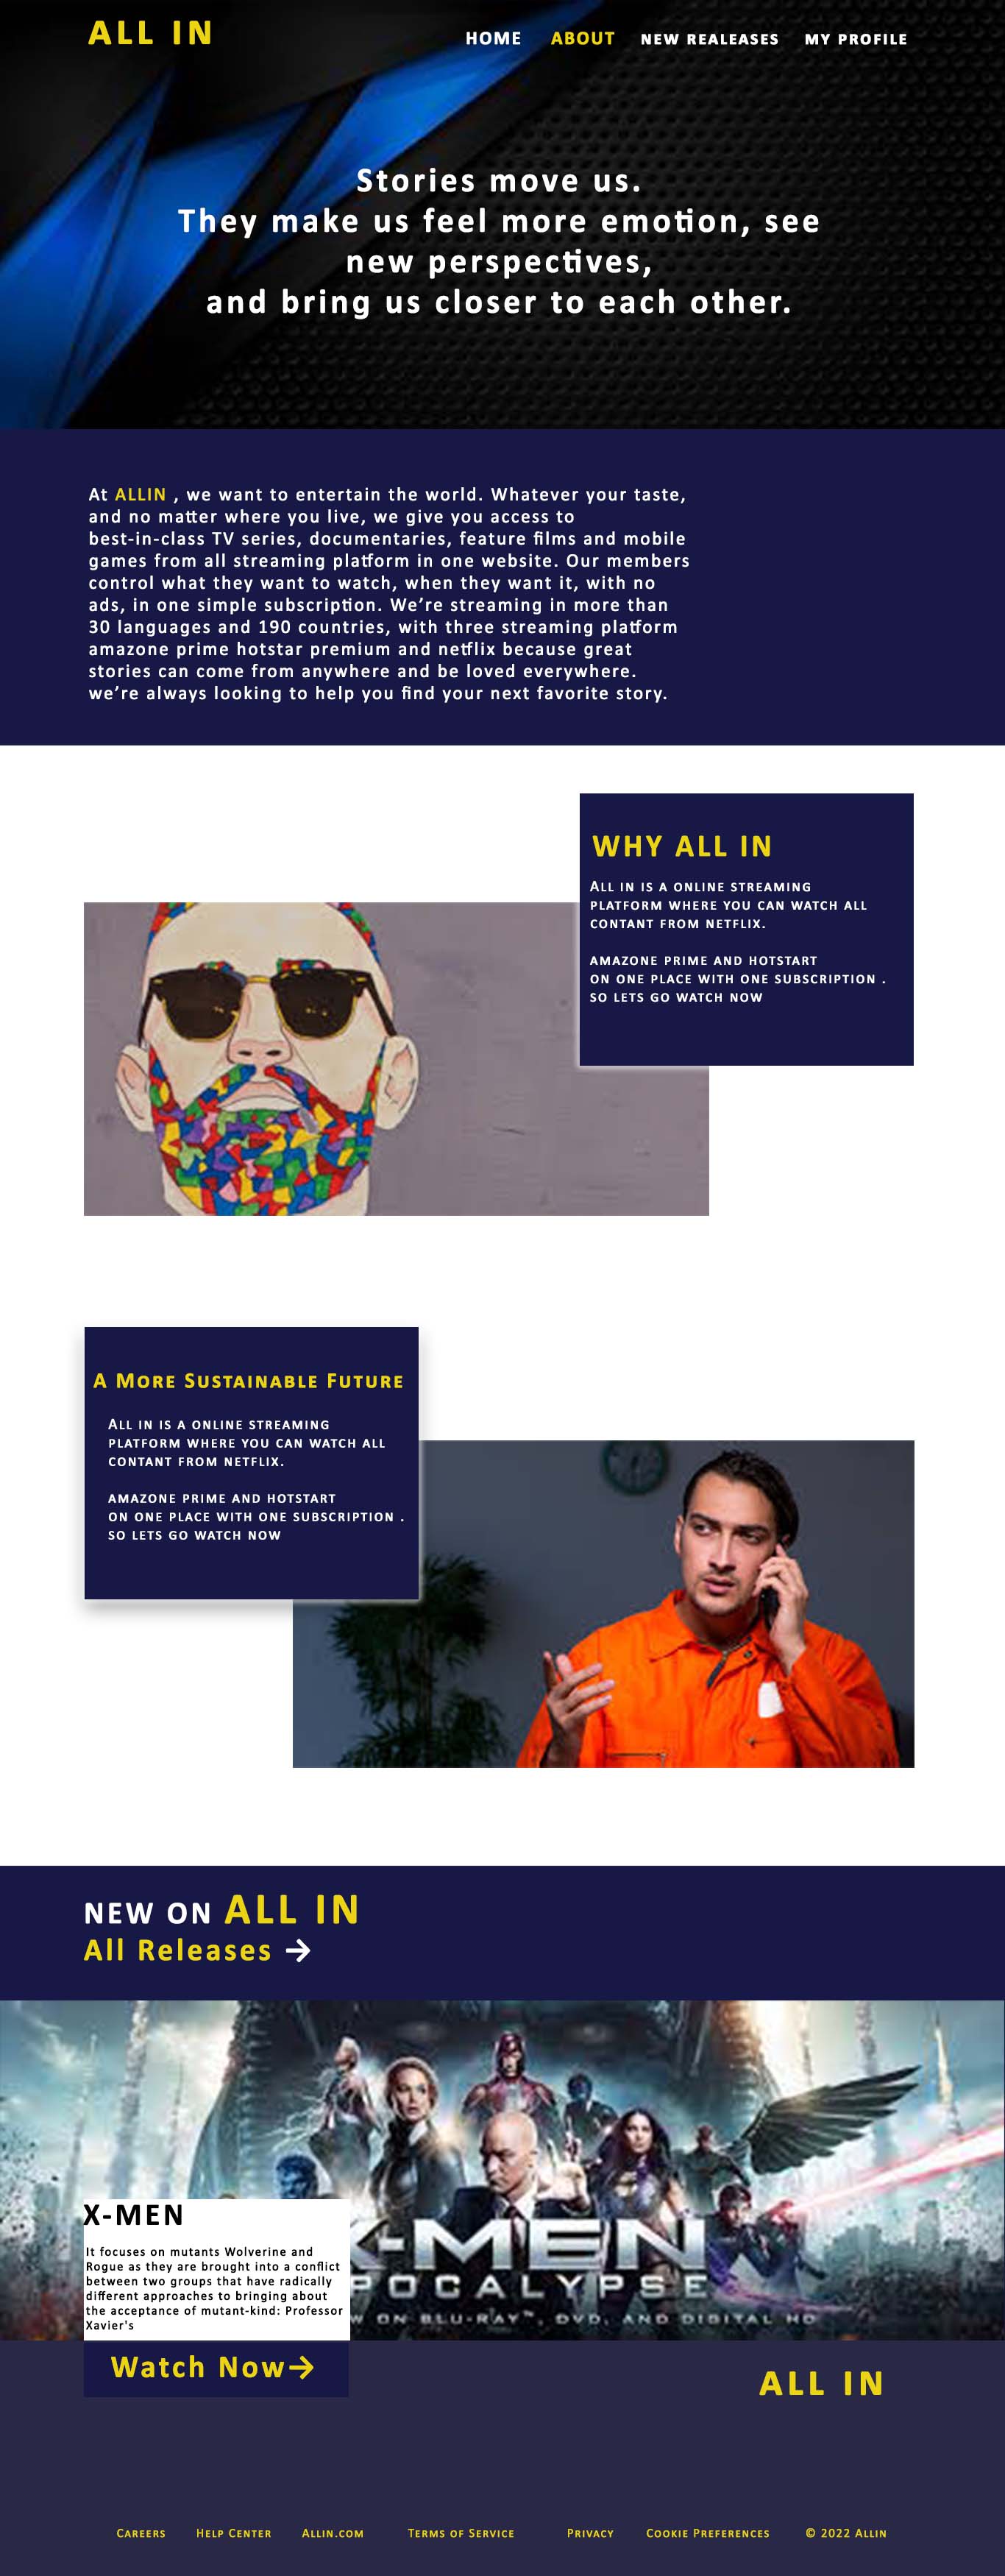 ALL IN
HOME ABOUT NEW REALEASES MY PROFILE
Stories move us.
They make us feel more emotion, see
new perspectives,
and bring us closer to each other.
At ALLIN , we want to entertain the world. Whatever your taste,
and no matter where you live, we give you access to
best-in-class TV series, documentaries, feature films and mobile
games from all streaming platform in one website. Our members
control what they want to watch, when they want it, with no
ads, in one simple subscription. We’re streaming in more than
30 languages and 190 countries, with three streaming platform
amazone prime hotstar premium and netflix because great
stories can come from anywhere and be loved everywhere.
we’re always looking to help you find your next favorite story.
WHY ALL IN
All in is a online streaming
platform where you can watch all
contant from netflix.
amazone prime and hotstart
on one place with one subscription .
so lets go watch now
A More Sustainable Future
All in is a online streaming
platform where you can watch all
contant from netflix.
amazone prime and hotstart
on one place with one subscription .
so lets go watch now
NEW ON ALL IN
All Releases →
X-MEN
It focuses on mutants Wolverine and
Rogue as they are brought into a conflict
between two groups that have radically
different approaches to bringing about
the acceptance of mutant-kind: Professor
Xavier's
-MEN
POCALYPSE
W ON BLU-RAY™, DVD, AND DIGITAL HD
Watch Now→
ALL IN
Careers Help Center Allin.com Terms of Service Privacy Cookie Preferences © 2022 Allin